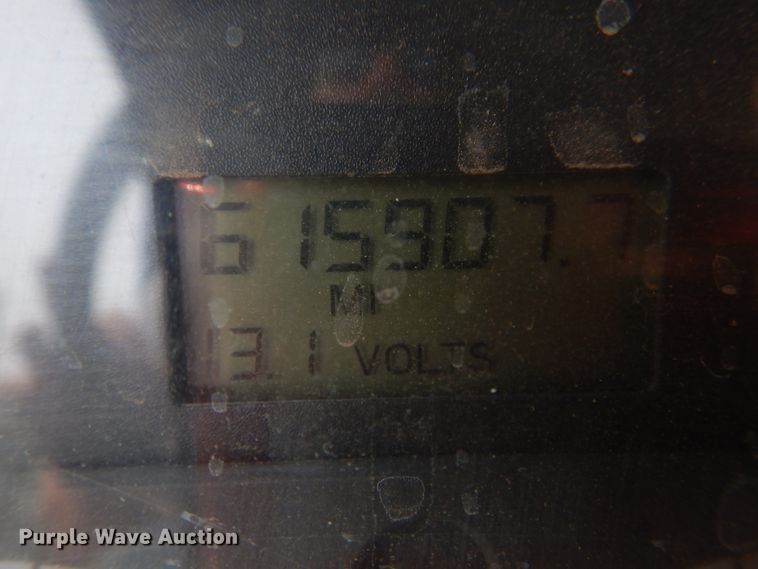 615907.7
MI
13.1 VOLTS
Purple Wave Auction